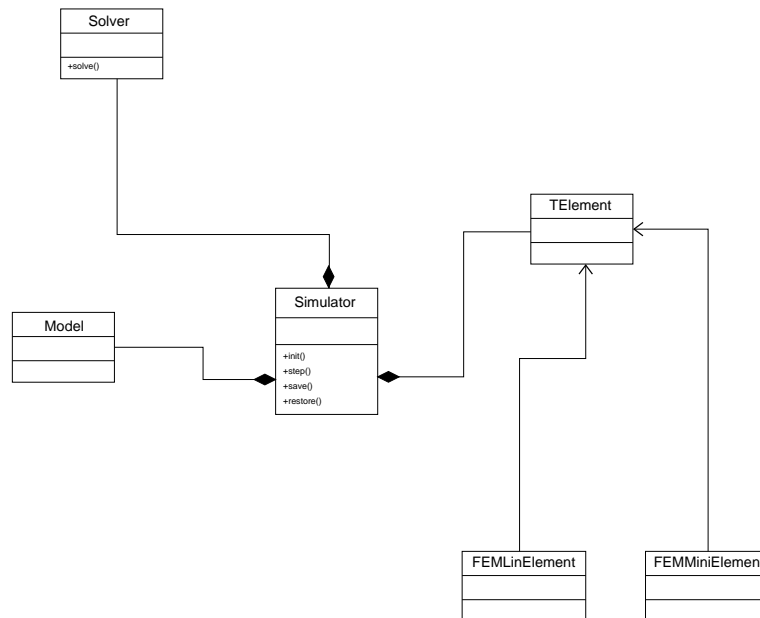 Solver
+solve()
TElement
Simulator
+init()
+step()
+save()
+restore()
Model
FEMLinElement
FEMMiniElemen